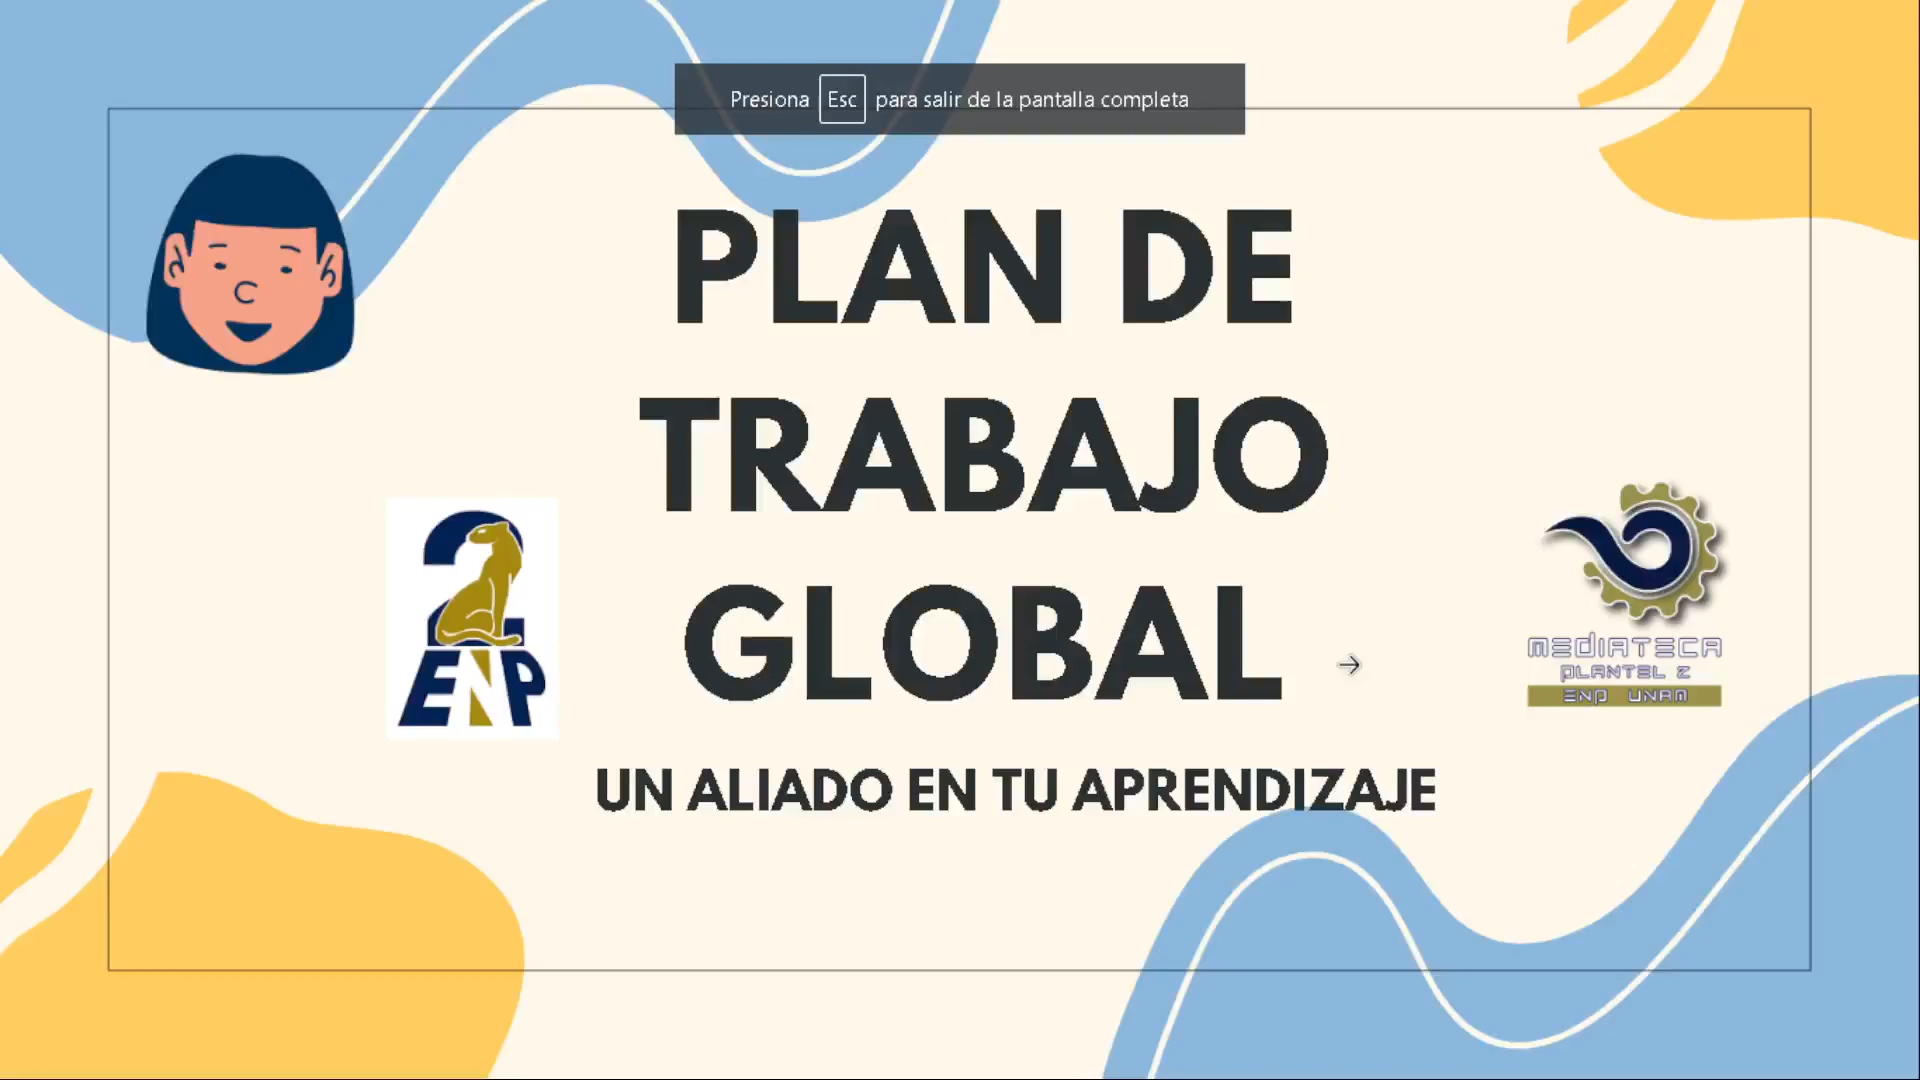 Presiona Esc para salir de la pantalla completa
PLAN DE
TRABAJO
GLOBAL
UN ALIADO EN TU APRENDIZAJE
2
ENP
MEDIATECA
PLANTEL 2
ENP UNAM